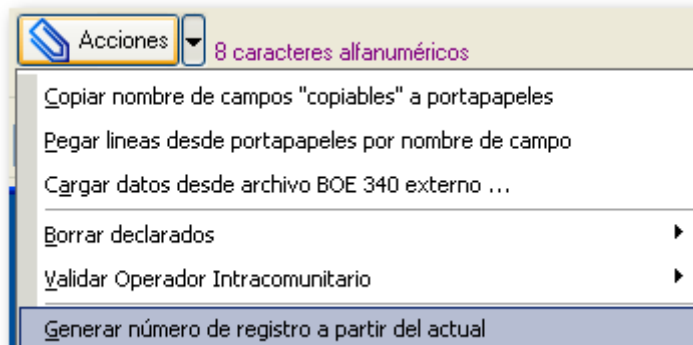 Acciones
8 caracteres alfanuméricos
Copiar nombre de campos "copiables" a portapapeles
Pegar lineas desde portapapeles por nombre de campo
Cargar datos desde archivo BOE 340 externo ...
Borrar declarados
Validar Operador Intracomunitario
Generar número de registro a partir del actual